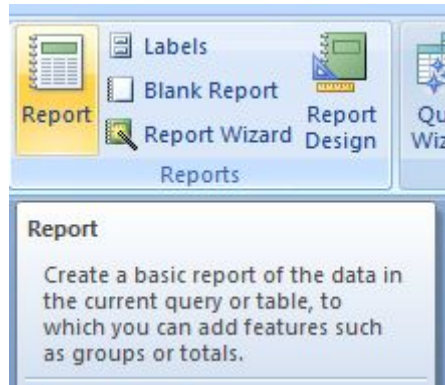 Labels
Blank Report
Report Wizard
Report
Report
Design
Reports
Report
Create a basic report of the data in
the current query or table, to
which you can add features such
as groups or totals.